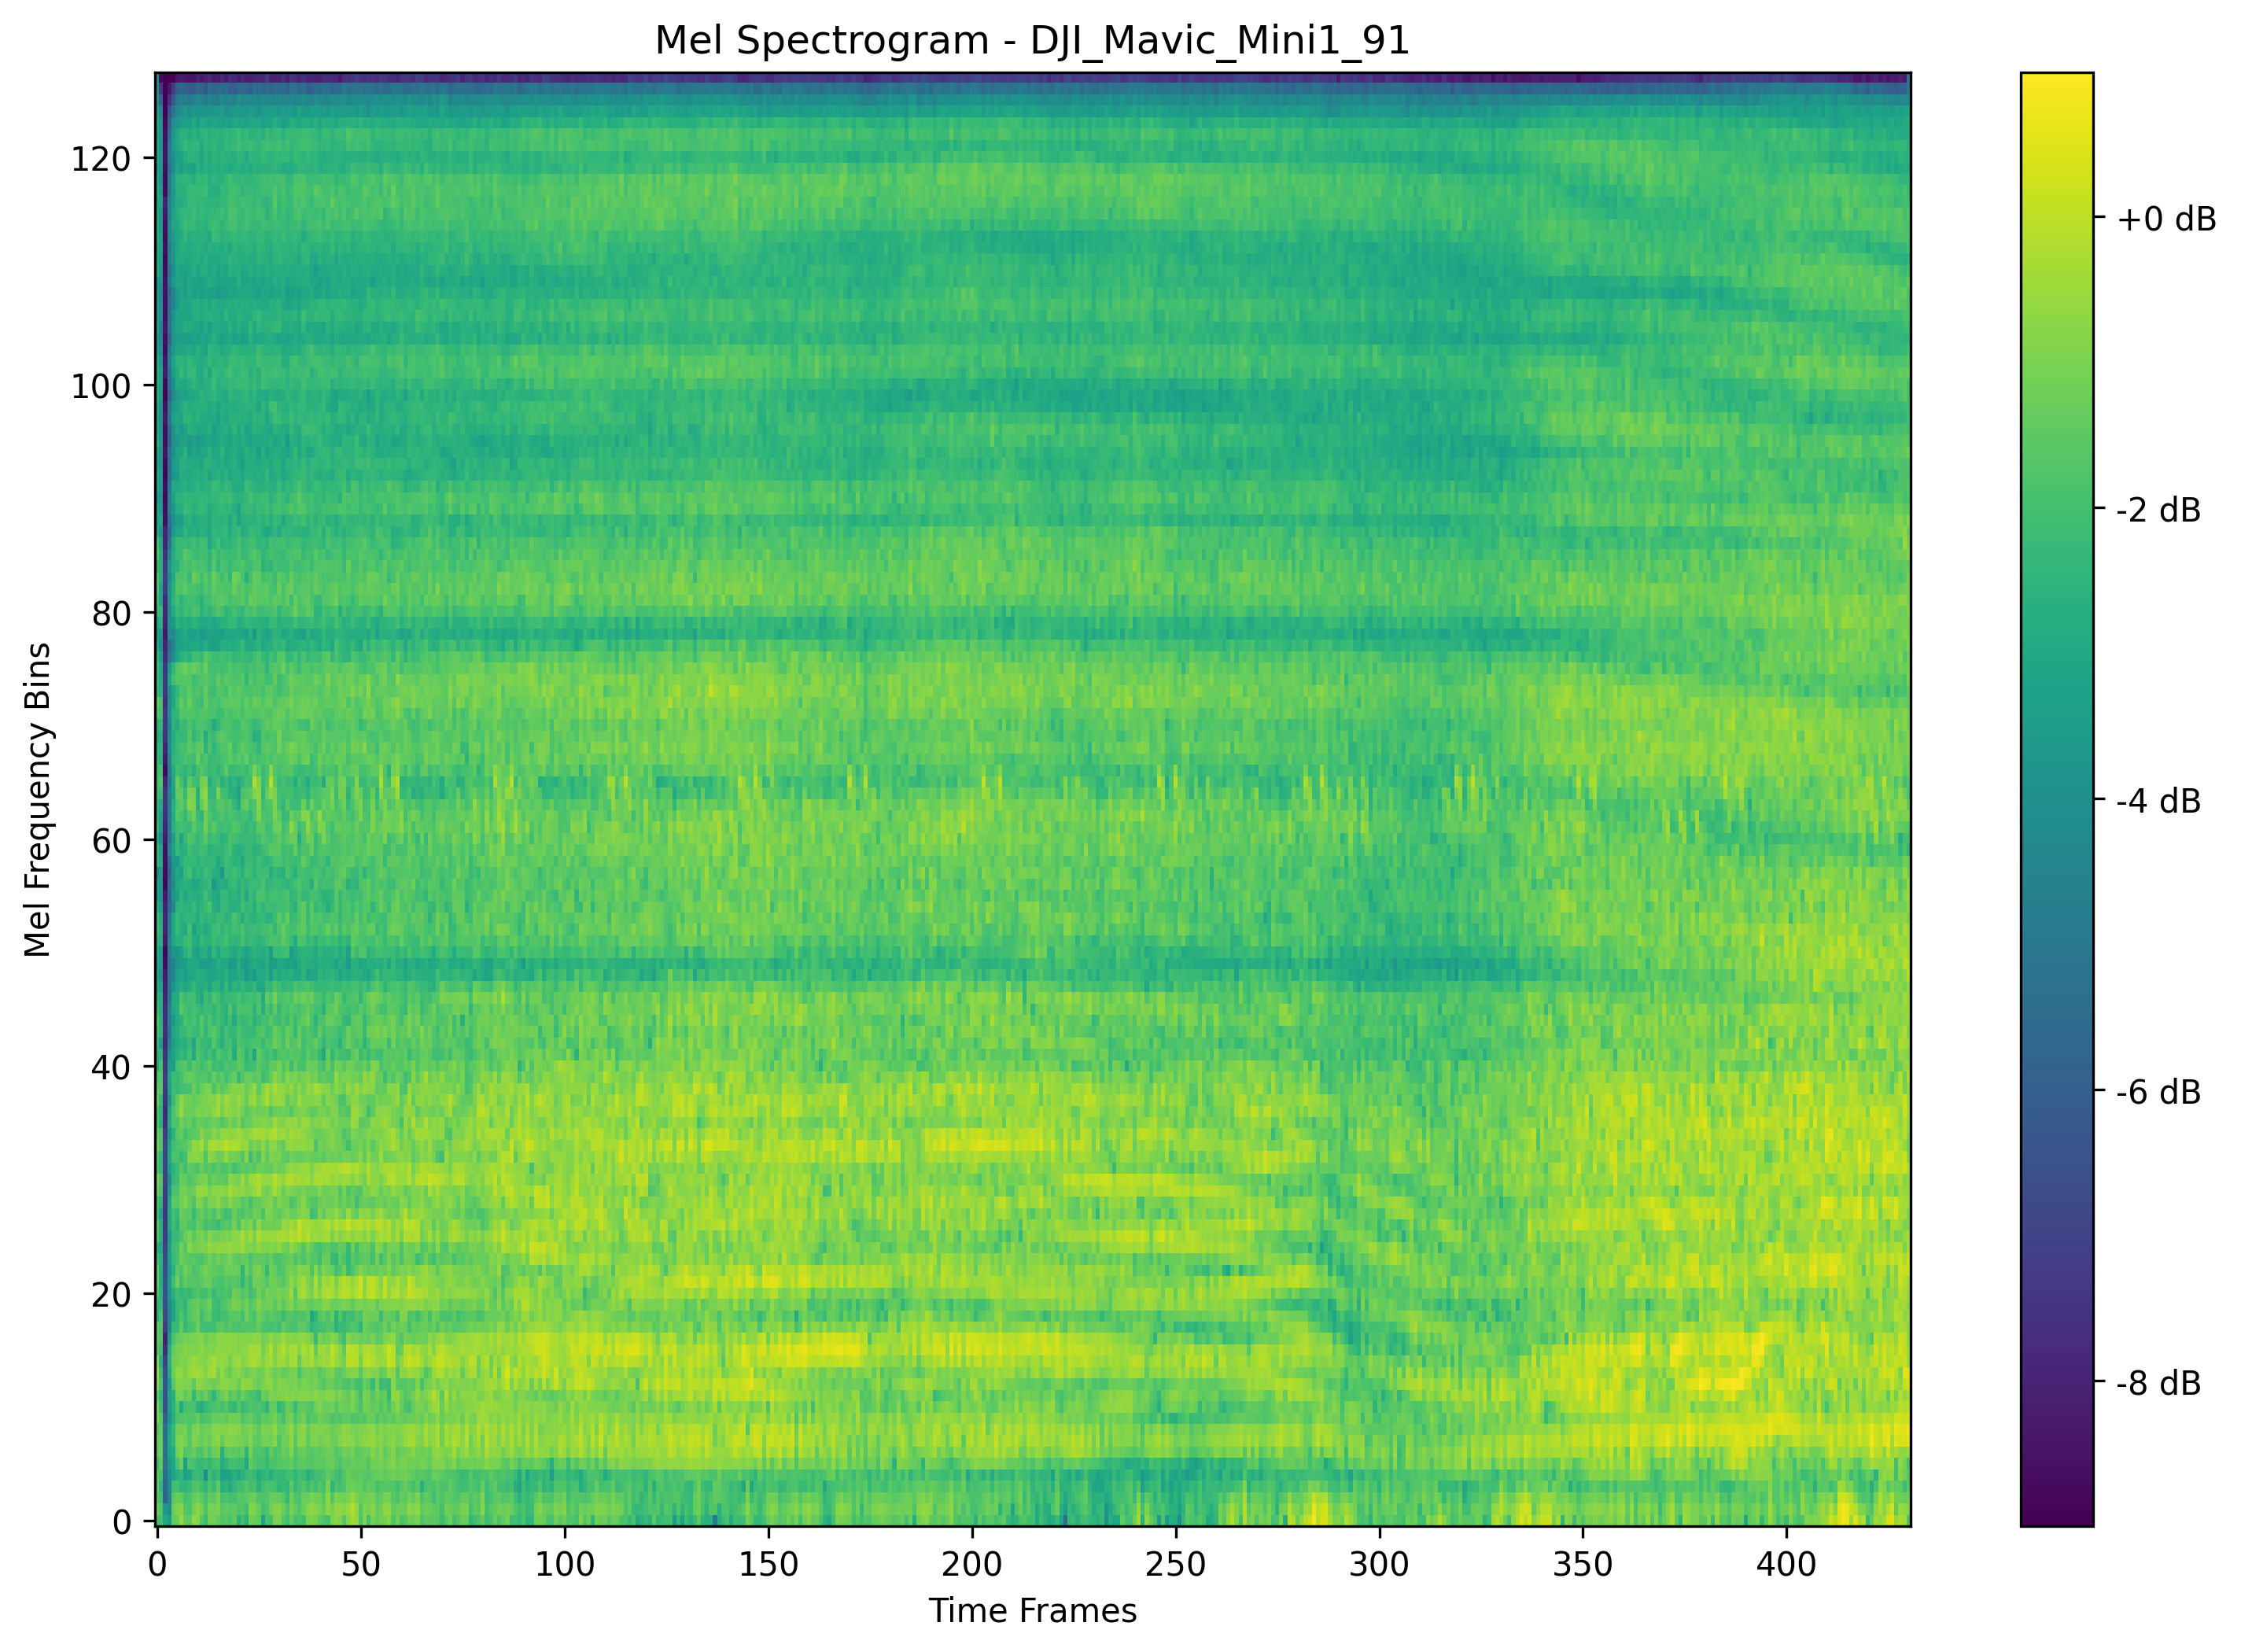 Mel Spectrogram - DJI_Mavic_Mini1_91
Mel Frequency Bins
120
100
80
60
40
20
0
0 50 100 150 200 250 300 350 400
Time Frames
+0 dB
-2 dB
-4 dB
-6 dB
-8 dB